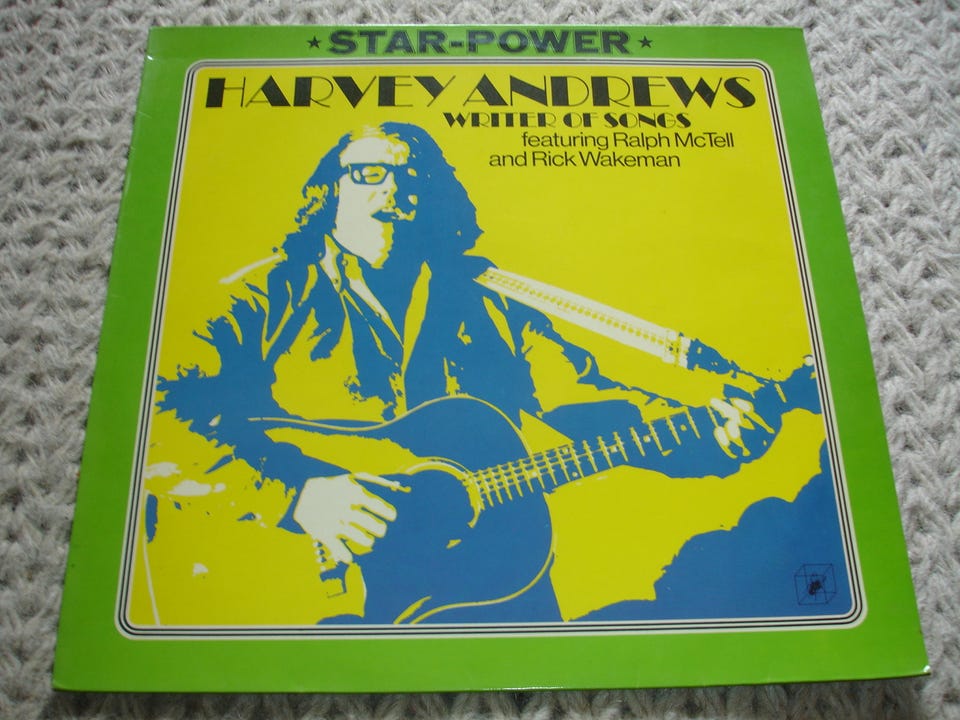 ★STAR-POWER★
HARVEY ANDREWS
WRITER OF SONGS
featuring Ralph McTell
and Rick Wakeman